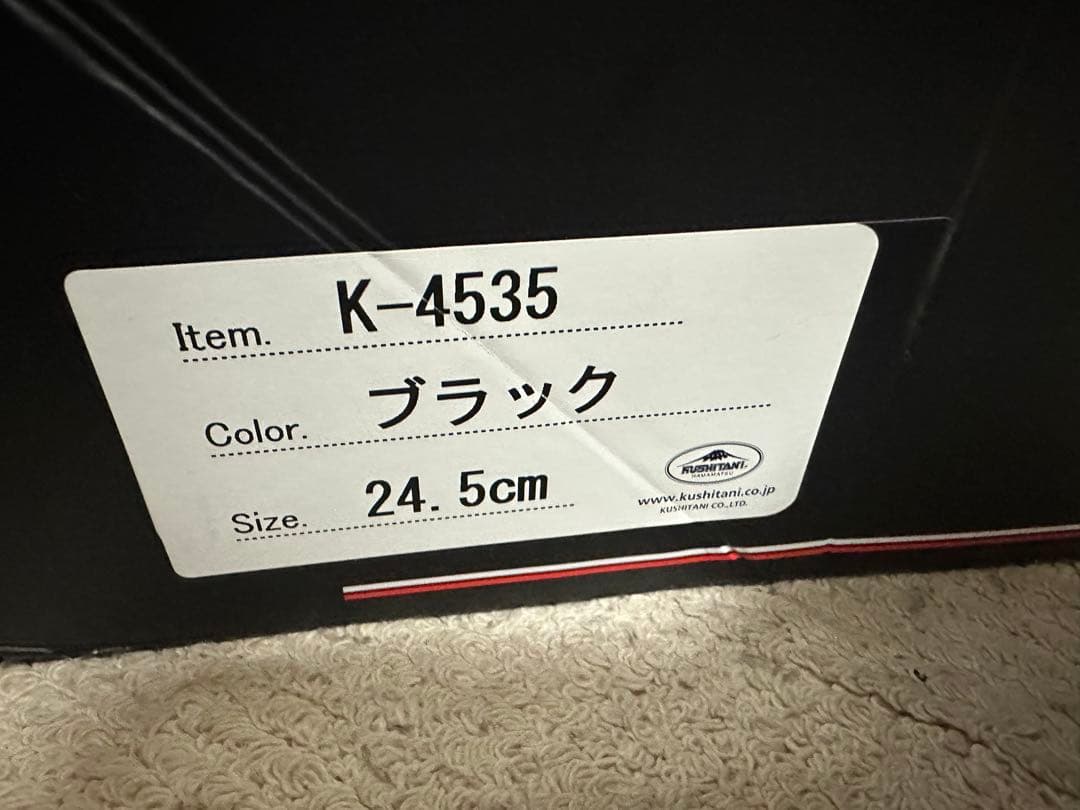 Item. K-4535
Color. ブラック
Size. 24.5cm
KUSHITANI
HAMAMATSU
www.kushitani.co.jp
KUSHITANI CO.,LTD.